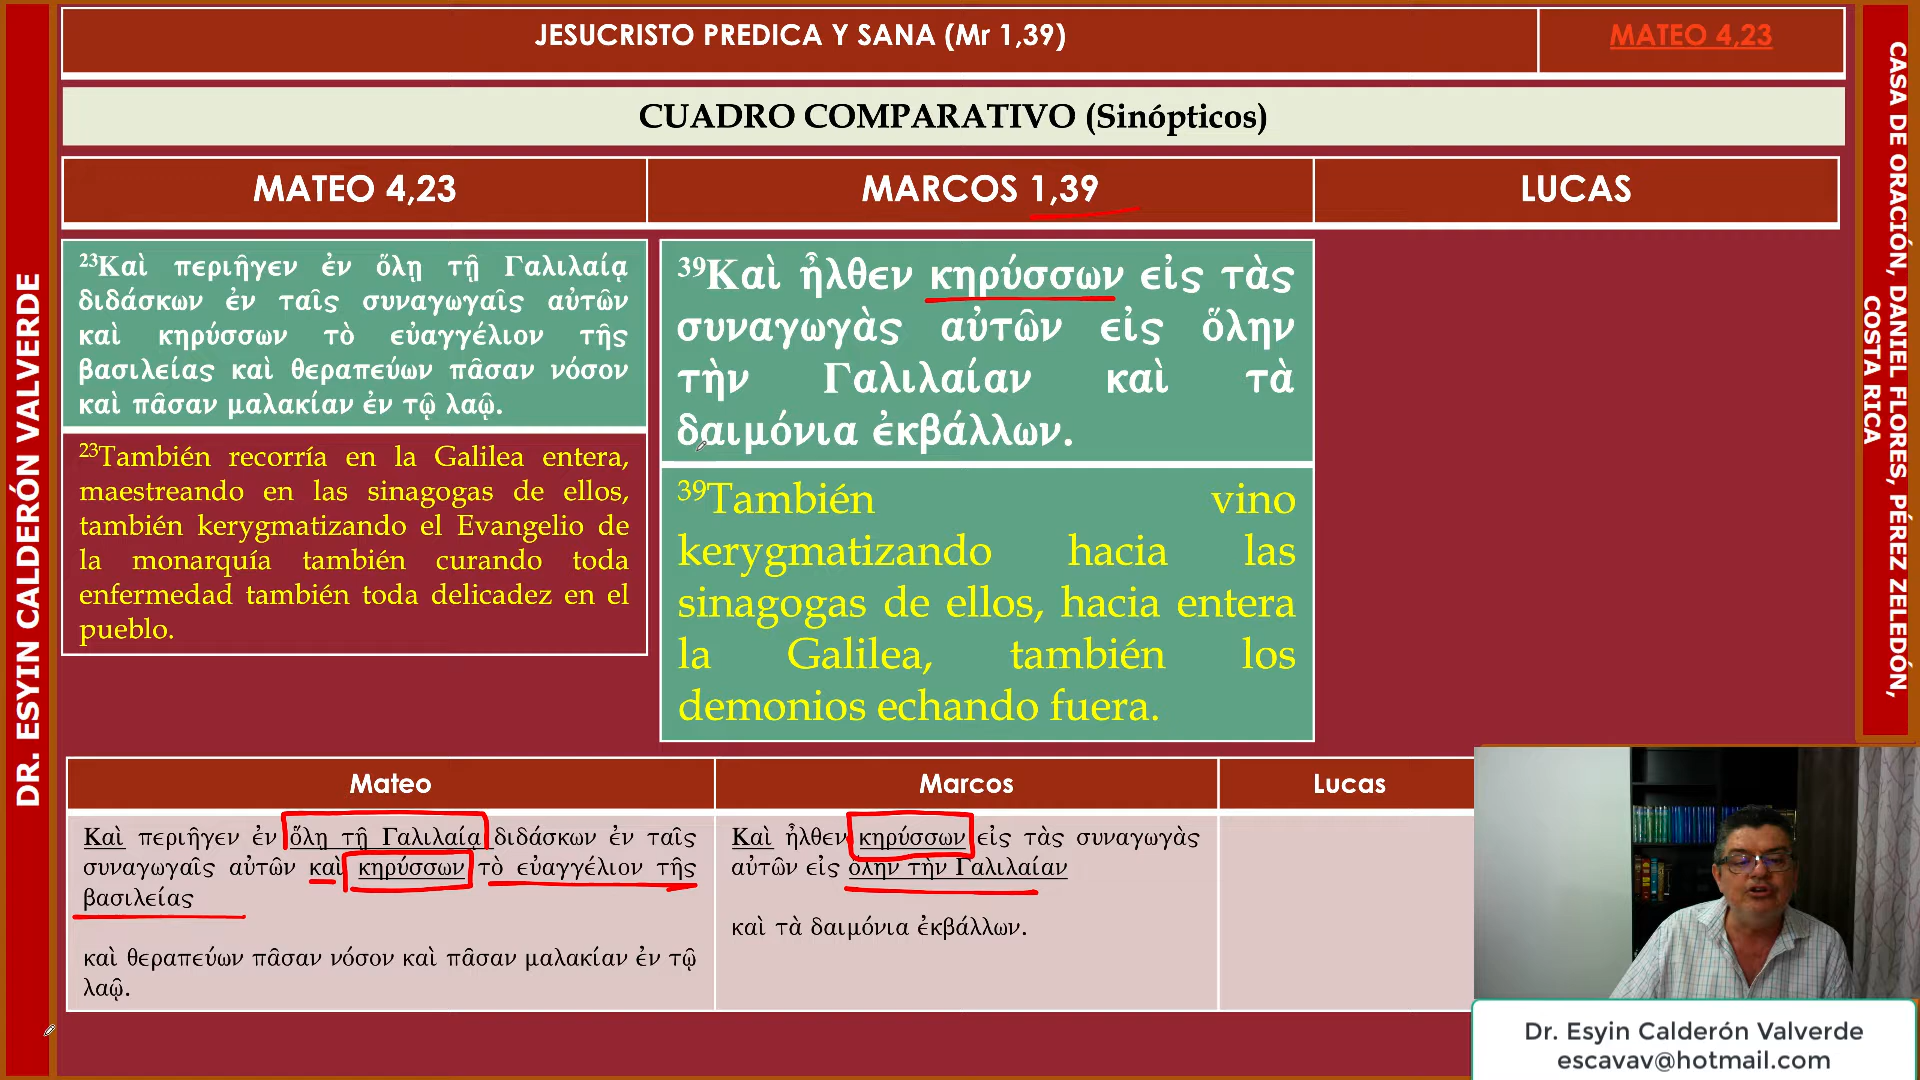 JESUCRISTO PREDICA Y SANA (Mr 1,39)
MATEO 4,23
CUADRO COMPARATIVO (Sinópticos)
MATEO 4,23
MARCOS 1,39
LUCAS
²³Καὶ περιῆγεν ἐν ὅλῃ τῇ Γαλιλαίᾳ
διδάσκων ἐν ταῖς συναγωγαῖς αὐτῶν
καὶ κηρύσσων τὸ εὐαγγέλιον τῆς
βασιλείας καὶ θεραπεύων πᾶσαν νόσον
καὶ πᾶσαν μαλακίαν ἐν τῷ λαῷ.
²³También recorría en la Galilea entera,
maestreando en las sinagogas de ellos,
también kerygmatizando el Evangelio de
la monarquía también curando toda
enfermedad también toda delicadez en el
pueblo.
³⁹Καὶ ἦλθεν κηρύσσων εἰς τὰς
συναγωγὰς αὐτῶν εἰς ὅλην
τὴν Γαλιλαίαν καὶ τὰ
δαιμόνια ἐκβάλλων.
³⁹También vino
kerygmatizando hacia las
sinagogas de ellos, hacia entera
la Galilea, también los
demonios echando fuera.
Mateo
Marcos
Lucas
Καὶ περιῆγεν ἐν ὅλῃ τῇ Γαλιλαίᾳ διδάσκων ἐν ταῖς
συναγωγαῖς αὐτῶν καὶ κηρύσσων τὸ εὐαγγέλιον τῆς
βασιλείας
καὶ θεραπεύων πᾶσαν νόσον καὶ πᾶσαν μαλακίαν ἐν τῷ
λαῷ.
Καὶ ἦλθεν κηρύσσων εἰς τὰς συναγωγὰς
αὐτῶν εἰς ὅλην τὴν Γαλιλαίαν
καὶ τὰ δαιμόνια ἐκβάλλων.
DR. ESYIN CALDERÓN VALVERDE
CASA DE ORACIÓN, DANIEL FLORES, PÉREZ ZELEDÓN,
COSTA RICA
Dr. Esyin Calderón Valverde
escavav@hotmail.com